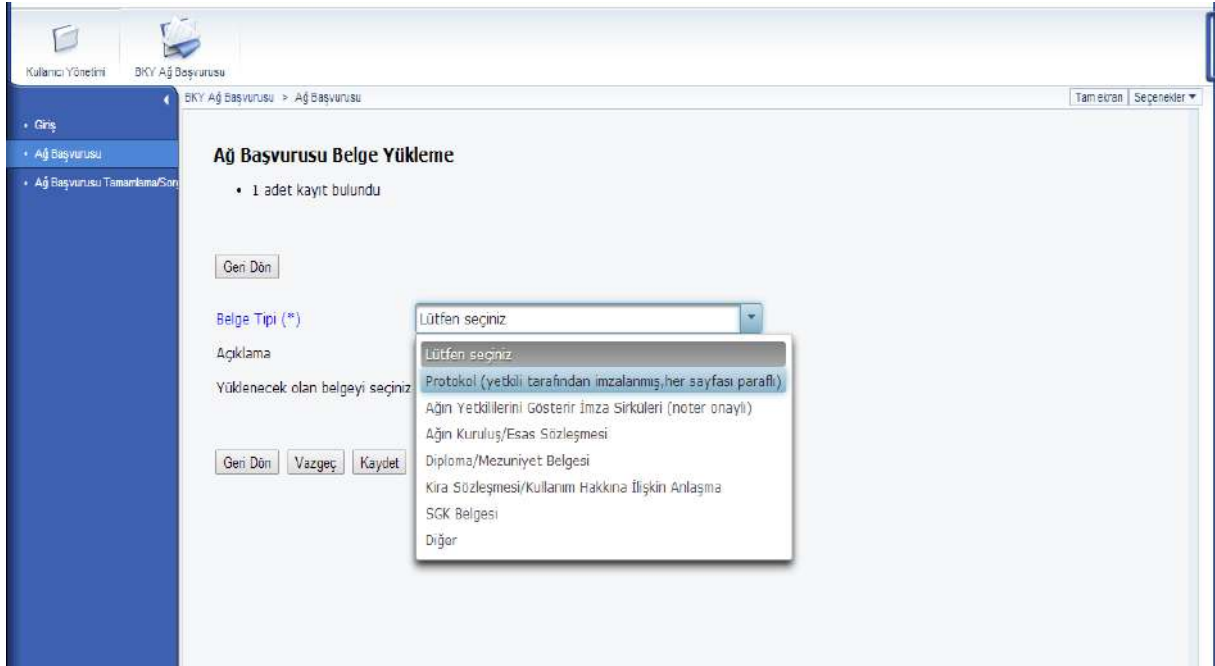 Kullanıcı Yönetimi
BKY Ağ Başvurusu
BKY Ağ Başvurusu > Ağ Başvurusu
Tam ekran
Seçenekler
Giriş
Ağ Başvurusu
Ağ Başvurusu Tamamlama/Sor
Ağ Başvurusu Belge Yükleme
• 1 adet kayıt bulundu
Geri Dön
Belge Tipi (*)
Lütfen seçiniz
Açıklama
Yüklenecek olan belgeyi seçiniz
Lütfen seçiniz
Protokol (yetkili tarafından imzalanmış,her sayfası paraflı)
Ağın Yetkililerini Gösterir İmza Sirküleri (noter onaylı)
Ağın Kuruluş/Esas Sözleşmesi
Diploma/Mezuniyet Belgesi
Kira Sözleşmesi/Kullanım Hakkına İlişkin Anlaşma
SGK Belgesi
Diğer
Geri Dön
Vazgeç
Kaydet